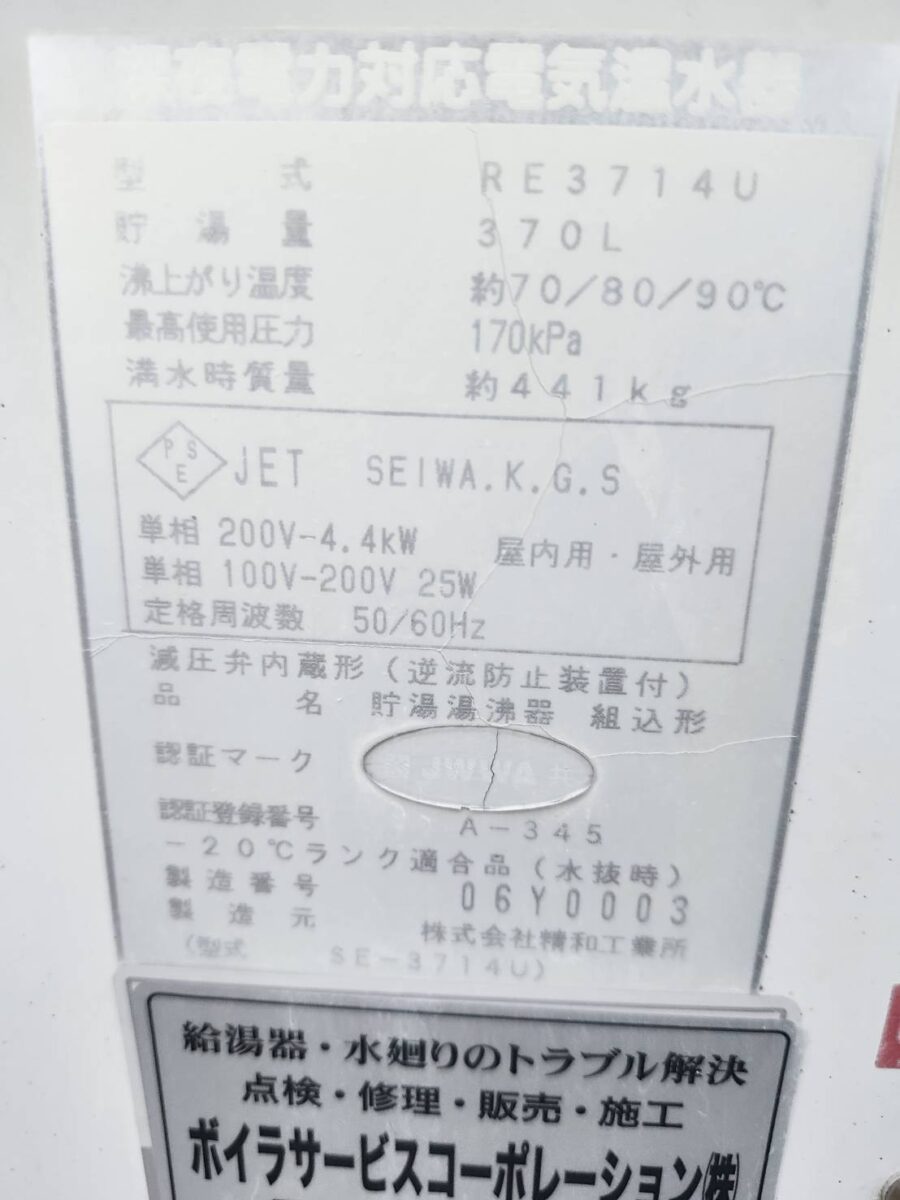 深夜電力対応電気温水器
型 式 RE3714U
貯湯量 370L
沸上がり温度 約70/80/90℃
最高使用圧力 170kPa
満水時質量 約441kg
PSE JET SEIWA.K.G.S
単相 200V-4.4kW 屋内用・屋外用
単相 100V-200V 25W
定格周波数 50/60Hz
減圧弁内蔵形(逆流防止装置付)
品 名 貯湯湯沸器 組込形
認証マーク JWWA
認証登録番号 A-345
-20℃ランク適合品(水抜時)
製造番号 06Y0003
製造元 株式会社精和工業所
(型式 SE-3714U)
給湯器・水廻りのトラブル解決
点検・修理・販売・施工
ボイラサービスコーポレーション㈱